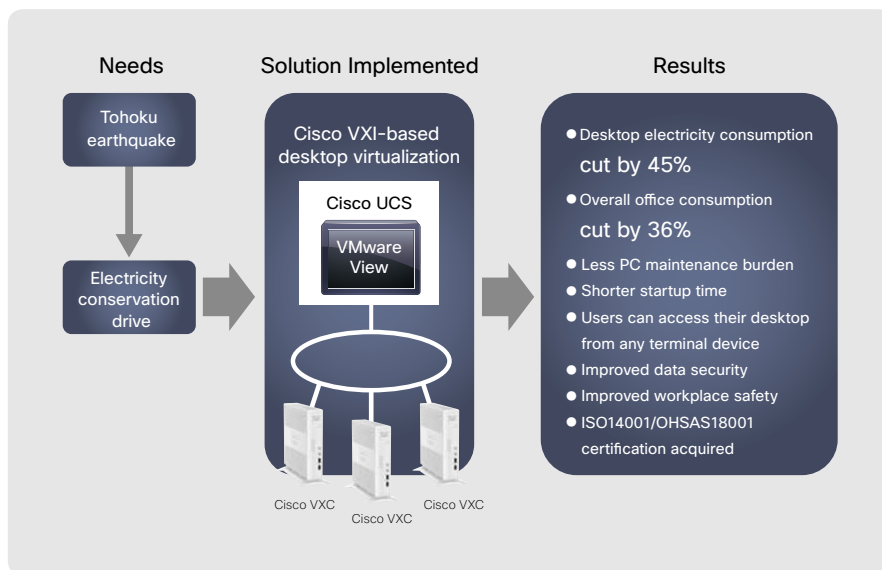 Needs
Tohoku
earthquake
Electricity
conservation
drive
Solution Implemented
Cisco VXI-based
desktop virtualization
Cisco UCS
VMware
View
Cisco VXC
Cisco VXC
Cisco VXC
Results
● Desktop electricity consumption
cut by 45%
● Overall office consumption
cut by 36%
● Less PC maintenance burden
● Shorter startup time
● Users can access their desktop
from any terminal device
● Improved data security
● Improved workplace safety
● ISO14001/OHSAS18001
certification acquired